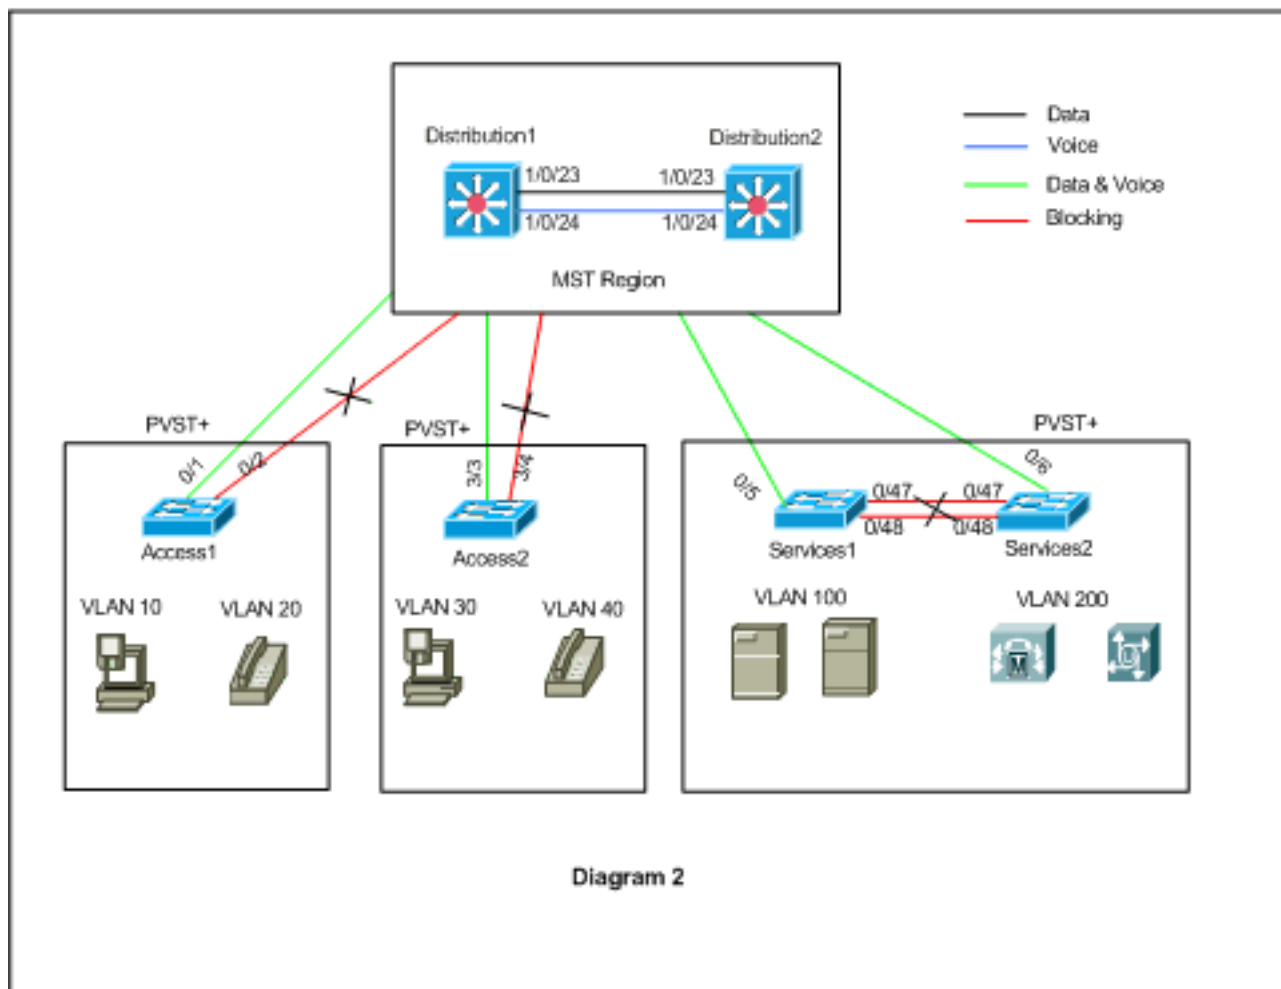 Distribution1
Distribution2
1/0/23
1/0/23
1/0/24
1/0/24
MST Region
Data
Voice
Data & Voice
Blocking
PVST+
0/1
0/2
Access1
VLAN 10
VLAN 20
PVST+
3/3
3/4
Access2
VLAN 30
VLAN 40
PVST+
0/5
0/6
0/47
0/47
0/48
0/48
Services1
Services2
VLAN 100
VLAN 200
M
Diagram 2